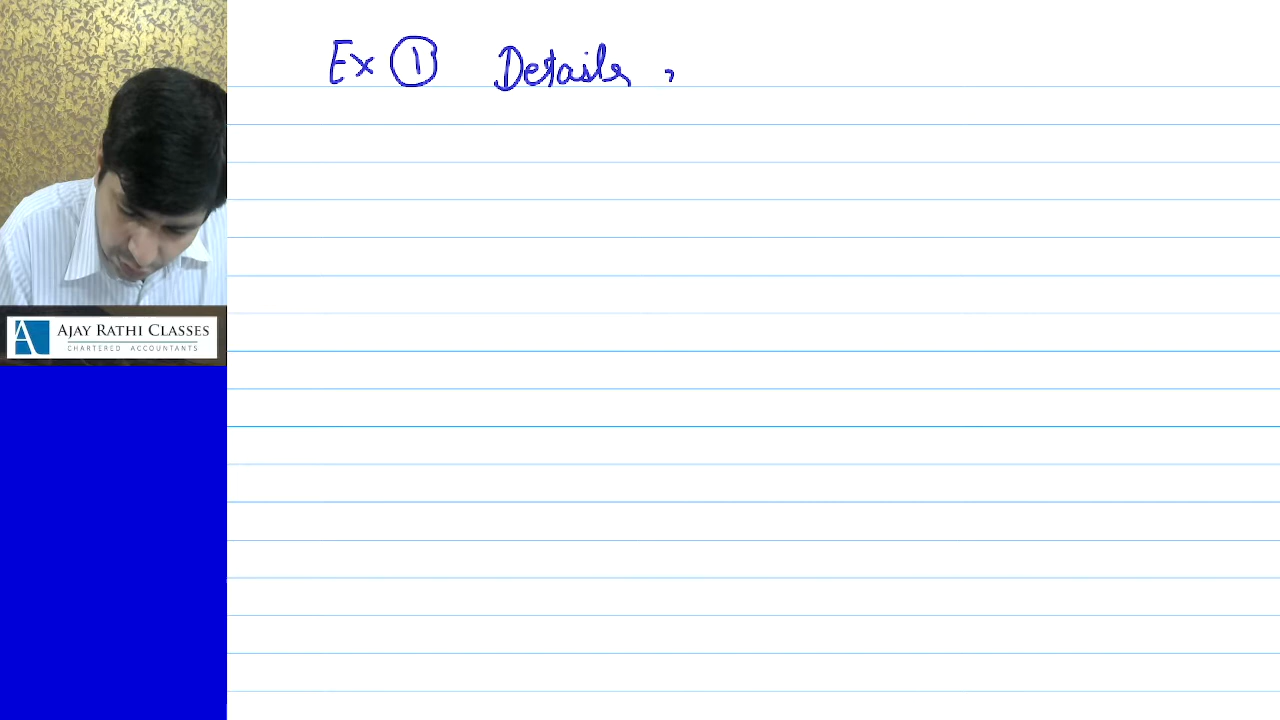 Ex ① Details
AJAY RATHI CLASSES
CHARTERED ACCOUNTANTS